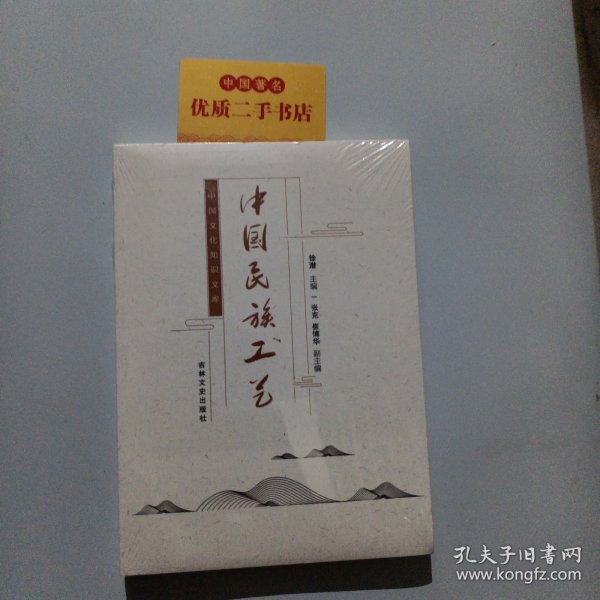 中国著名
优质二手书店
中国文化知识文库
中国民族工艺
徐潜 主编 — 张克 崔博华 副主编
吉林文史出版社
孔夫子旧书网
www.kongfz.com